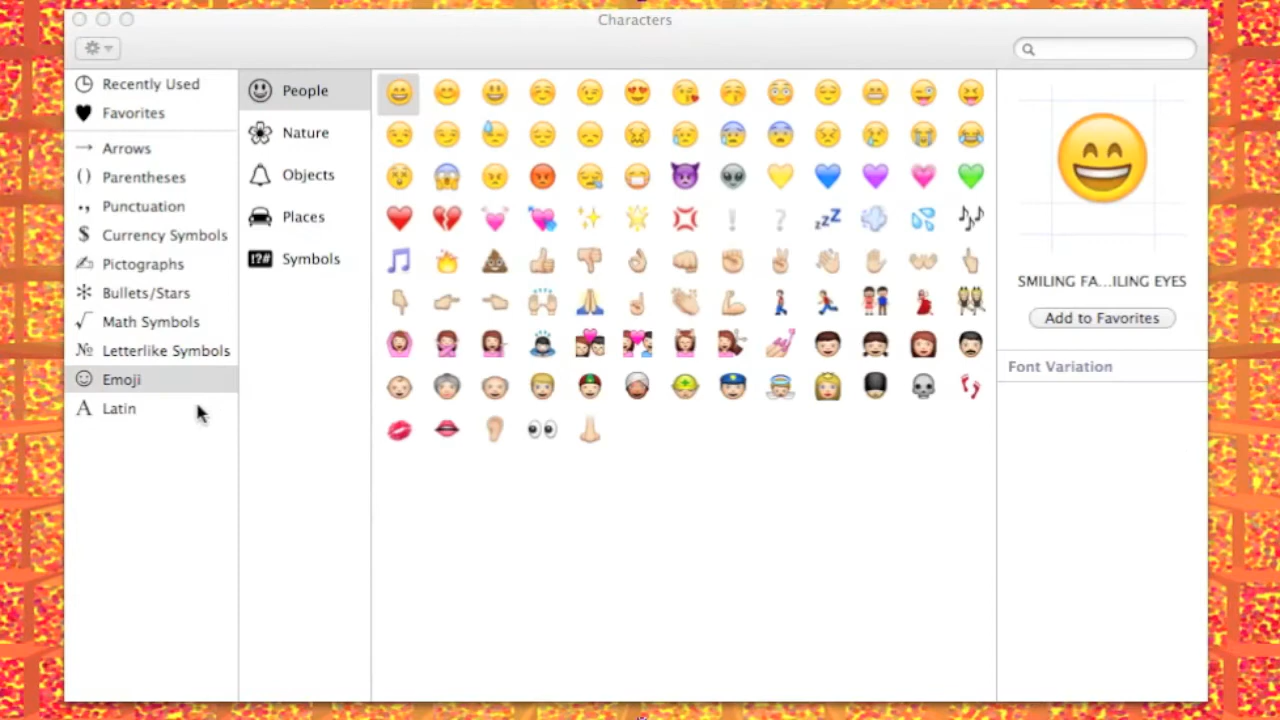 Characters
Recently Used
Favorites
Arrows
Parentheses
Punctuation
Currency Symbols
Pictographs
Bullets/Stars
Math Symbols
Letterlike Symbols
Emoji
Latin
People
Nature
Objects
Places
Symbols
SMILING FA...ILING EYES
Add to Favorites
Font Variation